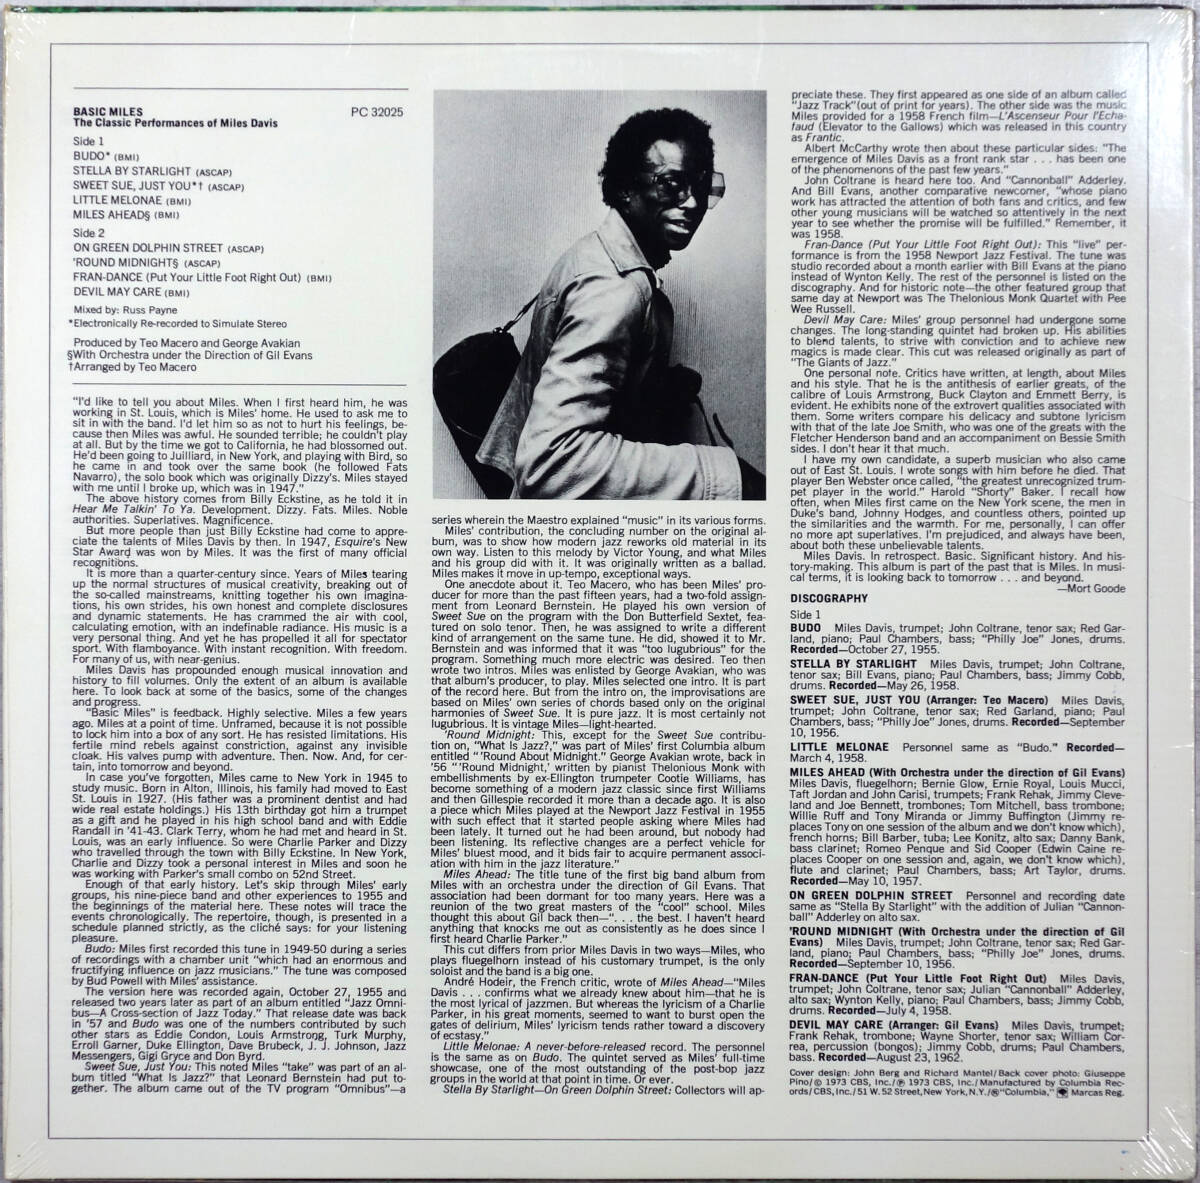 BASIC MILES PC 32025
The Classic Performances of Miles Davis
Side 1
BUDO* (BMI)
STELLA BY STARLIGHT (ASCAP)
SWEET SUE, JUST YOU*† (ASCAP)
LITTLE MELONAE (BMI)
MILES AHEAD§ (BMI)
Side 2
ON GREEN DOLPHIN STREET (ASCAP)
'ROUND MIDNIGHT§ (ASCAP)
FRAN-DANCE (Put Your Little Foot Right Out) (BMI)
DEVIL MAY CARE (BMI)
Mixed by: Russ Payne
*Electronically Re-recorded to Simulate Stereo
Produced by Teo Macero and George Avakian
§With Orchestra under the Direction of Gil Evans
†Arranged by Teo Macero
"I'd like to tell you about Miles. When I first heard him, he was
working in St. Louis, which is Miles' home. He used to ask me to
sit in with the band. I'd let him so as not to hurt his feelings, be-
cause then Miles was awful. He sounded terrible; he couldn't play
at all. But by the time we got to California, he had blossomed out.
He'd been going to Juilliard, in New York, and playing with Bird, so
he came in and took over the same book (he followed Fats
Navarro), the solo book which was originally Dizzy's. Miles stayed
with me until I broke up, which was in 1947."
The above history comes from Billy Eckstine, as he told it in
Hear Me Talkin' To Ya. Development. Dizzy. Fats. Miles. Noble
authorities. Superlatives. Magnificence.
But more people than just Billy Eckstine had come to appre-
ciate the talents of Miles Davis by then. In 1947, Esquire's New
Star Award was won by Miles. It was the first of many official
recognitions.
It is more than a quarter-century since. Years of Miles tearing
up the normal structures of musical creativity, breaking out of
the so-called mainstreams, knitting together his own imagina-
tions, his own strides, his own honest and complete disclosures
and dynamic statements. He has crammed the air with cool,
calculating emotion, with an indefinable radiance. His music is a
very personal thing. And yet he has propelled it all for spectator
sport. With flamboyance. With instant recognition. With freedom.
For many of us, with near-genius.
Miles Davis has propounded enough musical innovation and
history to fill volumes. Only the extent of an album is available
here. To look back at some of the basics, some of the changes
and progress.
"Basic Miles" is feedback. Highly selective. Miles a few years
ago. Miles at a point of time. Unframed, because it is not possible
to lock him into a box of any sort. He has resisted limitations. His
fertile mind rebels against constriction, against any invisible
cloak. His valves pump with adventure. Then. Now. And, for cer-
tain, into tomorrow and beyond.
In case you've forgotten, Miles came to New York in 1945 to
study music. Born in Alton, Illinois, his family had moved to East
St. Louis in 1927. (His father was a prominent dentist and had
wide real estate holdings.) His 13th birthday got him a trumpet
as a gift and he played in his high school band and with Eddie
Randall in '41-43. Clark Terry, whom he had met and heard in St.
Louis, was an early influence. So were Charlie Parker and Dizzy
who travelled through the town with Billy Eckstine. In New York,
Charlie and Dizzy took a personal interest in Miles and soon he
was working with Parker's small combo on 52nd Street.
Enough of that early history. Let's skip through Miles' early
groups, his nine-piece band and other experiences to 1955 and
the beginnings of the material here. These notes will trace the
events chronologically. The repertoire, though, is presented in a
schedule planned strictly, as the cliché says: for your listening
pleasure.
Budo: Miles first recorded this tune in 1949-50 during a series
of recordings with a chamber unit "which had an enormous and
fructifying influence on jazz musicians." The tune was composed
by Bud Powell with Miles' assistance.
The version here was recorded again, October 27, 1955 and
released two years later as part of an album entitled "Jazz Omni-
bus—A Cross-section of Jazz Today." That release date was back
in '57 and Budo was one of the numbers contributed by such
other stars as Eddie Condon, Louis Armstrong, Turk Murphy,
Erroll Garner, Duke Ellington, Dave Brubeck, J. J. Johnson, Jazz
Messengers, Gigi Gryce and Don Byrd.
Sweet Sue, Just You: This noted Miles "take" was part of an al-
bum titled "What Is Jazz?" that Leonard Bernstein had put to-
gether. The album came out of the TV program "Omnibus"—a
series wherein the Maestro explained "music" in its various forms.
Miles' contribution, the concluding number on the original al-
bum, was to show how modern jazz reworks old material in its
own way. Listen to this melody by Victor Young, and what Miles
and his group did with it. It was originally written as a ballad.
Miles makes it move in up-tempo, exceptional ways.
One anecdote about it. Teo Macero, who has been Miles' pro-
ducer for more than the past fifteen years, had a two-fold assign-
ment from Leonard Bernstein. He played his own version of
Sweet Sue on the program with the Don Butterfield Sextet, fea-
tured on solo tenor. Then, he was assigned to write a different
kind of arrangement on the same tune. He did, showed it to Mr.
Bernstein and was informed that it was "too lugubrious" for the
program. Something much more electric was desired. Teo then
wrote two intros. Miles was enlisted by George Avakian, who was
that album's producer, to play. Miles selected one intro. It is part
of the record here. But from the intro on, the improvisations are
based on Miles' own series of chords based only on the original
harmonies of Sweet Sue. It is pure jazz. It is most certainly not
lugubrious. It is vintage Miles—light-hearted.
'Round Midnight: This, except for the Sweet Sue contribu-
tion on, "What Is Jazz?," was part of Miles' first Columbia album
entitled "'Round About Midnight." George Avakian wrote, back in
'56 "'Round Midnight,' written by pianist Thelonious Monk with
embellishments by ex-Ellington trumpeter Cootie Williams, has
become something of a modern jazz classic since first Williams
and then Gillespie recorded it more than a decade ago. It is also
a piece which Miles played at the Newport Jazz Festival in 1955
with such effect that it started people asking where Miles had
been lately. It turned out he had been around, but nobody had
been listening. Its reflective changes are a perfect vehicle for
Miles' bluest mood, and it bids fair to acquire permanent associ-
ation with him in the jazz literature."
Miles Ahead: The title tune of the first big band album from
Miles with an orchestra under the direction of Gil Evans. That
association had been dormant for too many years. Here was a
reunion of the two great masters of the "cool" school. Miles
thought this about Gil back then—". . . the best. I haven't heard
anything that knocks me out as consistently as he does since I
first heard Charlie Parker."
This cut differs from prior Miles Davis in two ways—Miles, who
plays fluegelhorn instead of his customary trumpet, is the only
soloist and the band is a big one.
André Hodeir, the French critic, wrote of Miles Ahead—"Miles
Davis . . . confirms what we already knew about him—that he is
the most lyrical of jazzmen. But whereas the lyricism of a Charlie
Parker, in his great moments, seemed to want to burst open the
gates of delirium, Miles' lyricism tends rather toward a discovery
of ecstasy."
Little Melonae: A never-before-released record. The personnel
is the same as on Budo. The quintet served as Miles' full-time
showcase, one of the most outstanding of the post-bop jazz
groups in the world at that point in time. Or ever.
Stella By Starlight—On Green Dolphin Street: Collectors will ap-
preciate these. They first appeared as one side of an album called
"Jazz Track"(out of print for years). The other side was the music
Miles provided for a 1958 French film—L'Ascenseur Pour l'Echa-
faud (Elevator to the Gallows) which was released in this country
as Frantic.
Albert McCarthy wrote then about these particular sides: "The
emergence of Miles Davis as a front rank star . . . has been one
of the phenomenons of the past few years."
John Coltrane is heard here too. And "Cannonball" Adderley.
And Bill Evans, another comparative newcomer, "whose piano
work has attracted the attention of both fans and critics, and few
other young musicians will be watched so attentively in the next
year to see whether the promise will be fulfilled." Remember, it
was 1958.
Fran-Dance (Put Your Little Foot Right Out): This "live" per-
formance is from the 1958 Newport Jazz Festival. The tune was
studio recorded about a month earlier with Bill Evans at the piano
instead of Wynton Kelly. The rest of the personnel is listed on the
discography. And for historic note—the other featured group that
same day at Newport was The Thelonious Monk Quartet with Pee
Wee Russell.
Devil May Care: Miles' group personnel had undergone some
changes. The long-standing quintet had broken up. His abilities
to blend talents, to strive with conviction and to achieve new
magics is made clear. This cut was released originally as part of
"The Giants of Jazz."
One personal note. Critics have written, at length, about Miles
and his style. That he is the antithesis of earlier greats, of the
calibre of Louis Armstrong, Buck Clayton and Emmett Berry, is
evident. He exhibits none of the extrovert qualities associated with
them. Some writers compare his delicacy and subtone lyricism
with that of the late Joe Smith, who was one of the greats with the
Fletcher Henderson band and an accompaniment on Bessie Smith
sides. I don't hear it that much.
I have my own candidate, a superb musician who also came
out of East St. Louis. I wrote songs with him before he died. That
player Ben Webster once called, "the greatest unrecognized trum-
pet player in the world." Harold "Shorty" Baker. I recall how
often, when Miles first came on the New York scene, the men in
Duke's band, Johnny Hodges, and countless others, pointed up
the similarities and the warmth. For me, personally, I can offer
no more apt superlatives. I'm prejudiced, and always have been,
about both these unbelievable talents.
Miles Davis. In retrospect. Basic. Significant history. And his-
tory-making. This album is part of the past that is Miles. In musi-
cal terms, it is looking back to tomorrow . . . and beyond.
—Mort Goode
DISCOGRAPHY
Side 1
BUDO Miles Davis, trumpet; John Coltrane, tenor sax; Red Gar-
land, piano; Paul Chambers, bass; "Philly Joe" Jones, drums.
Recorded—October 27, 1955.
STELLA BY STARLIGHT Miles Davis, trumpet; John Coltrane,
tenor sax; Bill Evans, piano; Paul Chambers, bass; Jimmy Cobb,
drums. Recorded—May 26, 1958.
SWEET SUE, JUST YOU (Arranger: Teo Macero) Miles Davis,
trumpet; John Coltrane, tenor sax; Red Garland, piano; Paul
Chambers, bass; "Philly Joe" Jones, drums. Recorded—September
10, 1956.
LITTLE MELONAE Personnel same as "Budo." Recorded—
March 4, 1958.
MILES AHEAD (With Orchestra under the direction of Gil Evans)
Miles Davis, fluegelhorn; Bernie Glow, Ernie Royal, Louis Mucci,
Taft Jordan and John Carisi, trumpets; Frank Rehak, Jimmy Cleve-
land and Joe Bennett, trombones; Tom Mitchell, bass trombone;
Willie Ruff and Tony Miranda or Jimmy Buffington (Jimmy re-
places Tony on one session of the album and we don't know which),
french horns; Bill Barber, tuba; Lee Konitz, alto sax; Danny Bank,
bass clarinet; Romeo Penque and Sid Cooper (Edwin Caine re-
places Cooper on one session and, again, we don't know which),
flute and clarinet; Paul Chambers, bass; Art Taylor, drums.
Recorded—May 10, 1957.
ON GREEN DOLPHIN STREET Personnel and recording date
same as "Stella By Starlight" with the addition of Julian "Cannon-
ball" Adderley on alto sax.
'ROUND MIDNIGHT (With Orchestra under the direction of Gil
Evans) Miles Davis, trumpet; John Coltrane, tenor sax; Red Gar-
land, piano; Paul Chambers, bass; "Philly Joe" Jones, drums.
Recorded—September 10, 1956.
FRAN-DANCE (Put Your Little Foot Right Out) Miles Davis,
trumpet; John Coltrane, tenor sax; Julian "Cannonball" Adderley,
alto sax; Wynton Kelly, piano; Paul Chambers, bass; Jimmy Cobb,
drums. Recorded—July 4, 1958.
DEVIL MAY CARE (Arranger: Gil Evans) Miles Davis, trumpet;
Frank Rehak, trombone; Wayne Shorter, tenor sax; William Cor-
rea, percussion (bongos); Jimmy Cobb, drums; Paul Chambers,
bass. Recorded—August 23, 1962.
Cover design: John Berg and Richard Mantel/Back cover photo: Giuseppe
Pino/© 1973 CBS, Inc./℗ 1973 CBS, Inc./Manufactured by Columbia Rec-
ords/CBS, Inc./51 W. 52 Street, New York, N.Y./®"Columbia," Marcas Reg.